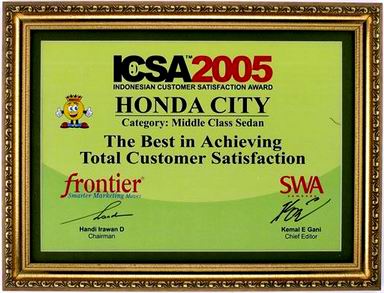 ICSA™2005
INDONESIAN CUSTOMER SATISFACTION AWARD
HONDA CITY
Category: Middle Class Sedan
The Best in Achieving
Total Customer Satisfaction
frontier®
Smarter Marketing Moves
SWA
Handi Irawan D
Chairman
Kemal E Gani
Chief Editor